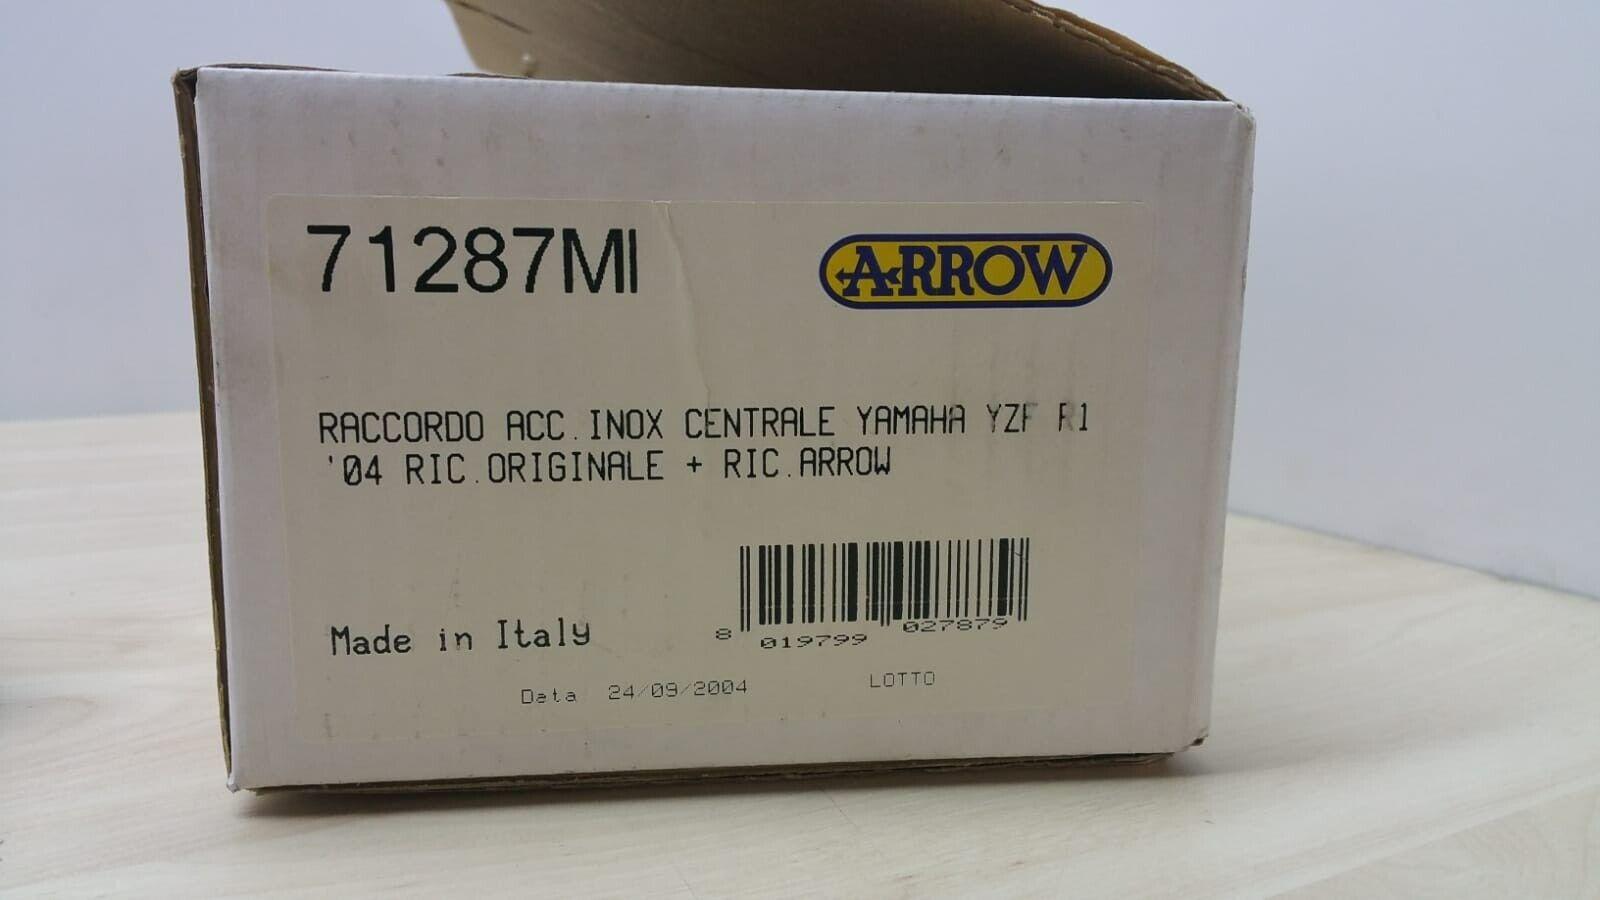 71287MI
ARROW
RACCORDO ACC.INOX CENTRALE YAMAHA YZF R1
'04 RIC.ORIGINALE + RIC.ARROW
Made in Italy
8 019799 027879
Data 24/09/2004 LOTTO